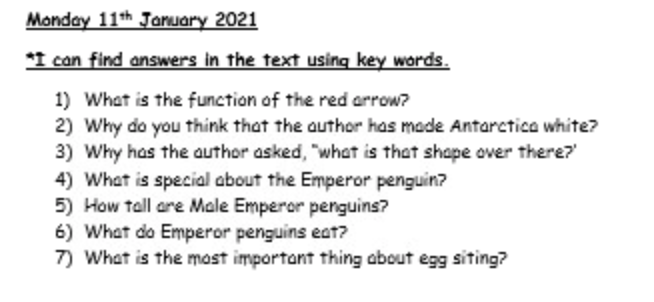 Monday 11th January 2021
*I can find answers in the text using key words.
1) What is the function of the red arrow?
2) Why do you think that the author has made Antarctica white?
3) Why has the author asked, "what is that shape over there?'
4) What is special about the Emperor penguin?
5) How tall are Male Emperor penguins?
6) What do Emperor penguins eat?
7) What is the most important thing about egg siting?